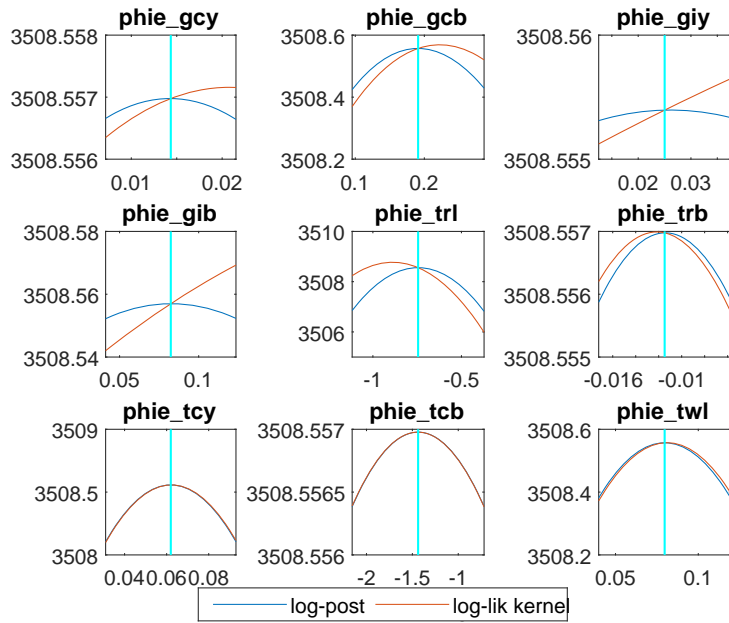 phie_gcy phie_gcb phie_giy
3508.558 3508.6 3508.56
3508.557 3508.4
3508.556 3508.2 3508.555
0.01 0.02 0.1 0.2 0.02 0.03
phie_gib phie_trl phie_trb
3508.58 3510 3508.557
3508.56 3508 3508.556
3508.54 3506 3508.555
0.05 0.1 -1 -0.5 -0.016 -0.01
phie_tcy phie_tcb phie_twl
3509 3508.557 3508.6
3508.5 3508.5565 3508.4
3508 3508.556 3508.2
0.04 0.06 0.08 -2 -1.5 -1 0.05 0.1
log-post log-lik kernel